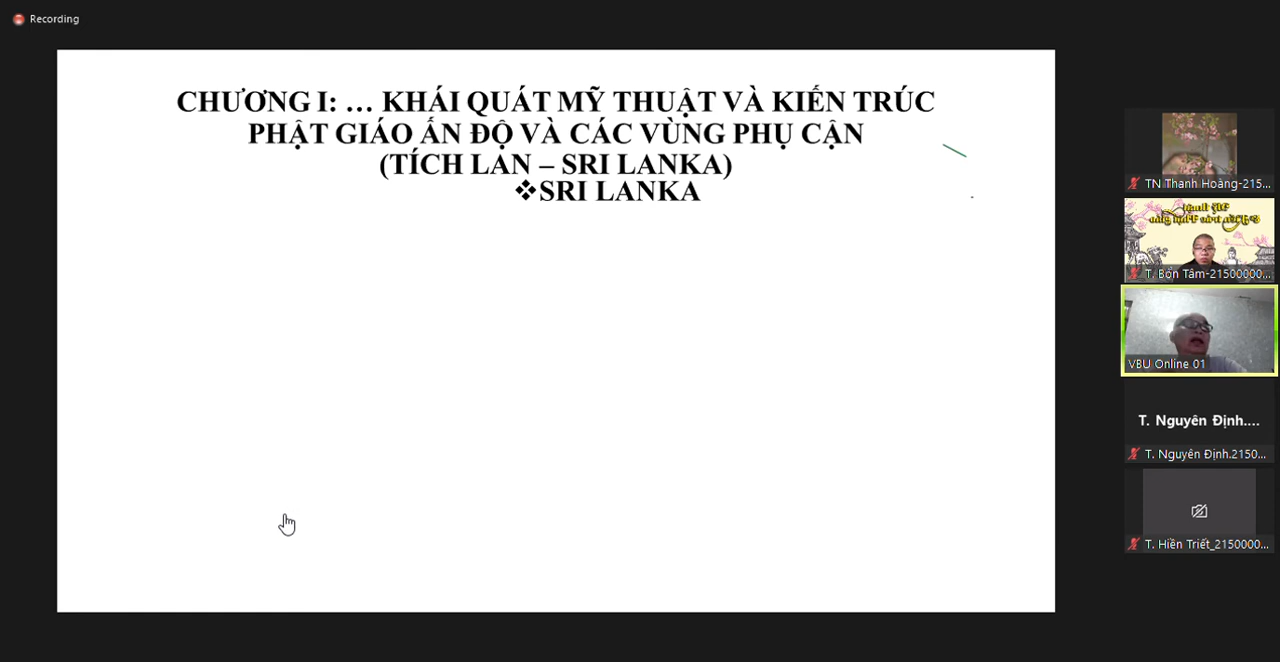 Recording
CHƯƠNG I: … KHÁI QUÁT MỸ THUẬT VÀ KIẾN TRÚC
PHẬT GIÁO ẤN ĐỘ VÀ CÁC VÙNG PHỤ CẬN
(TÍCH LAN – SRI LANKA)
❖SRI LANKA
TN Thanh Hoàng-215...
T. Bổn Tâm-21500000...
VBU Online 01
T. Nguyên Định....
T. Nguyên Định.2150...
T. Hiền Triết_2150000...